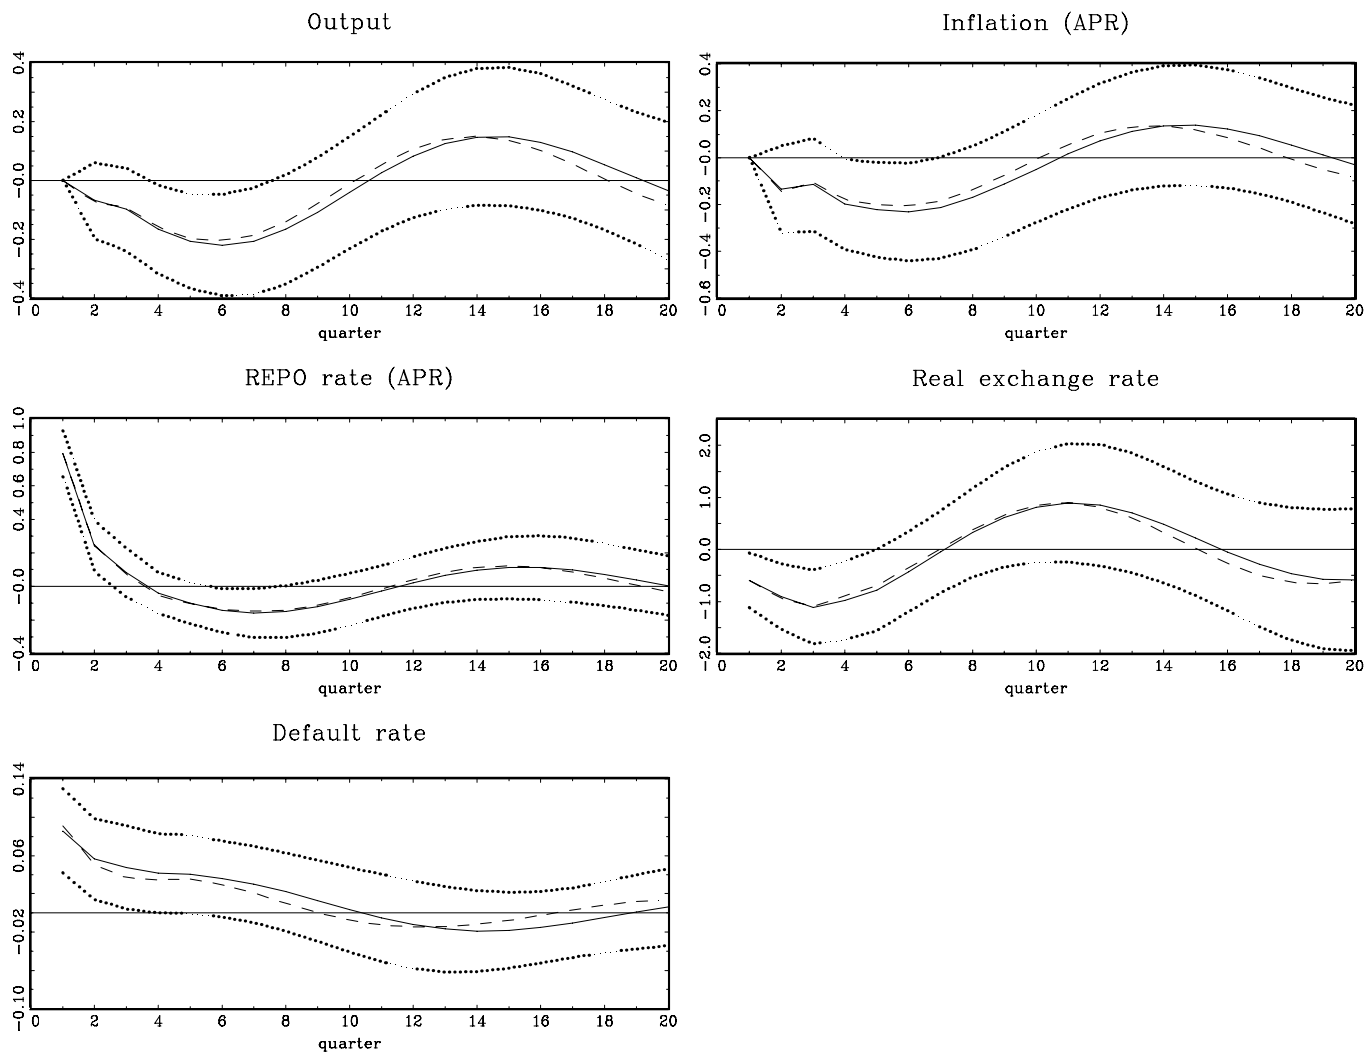 Output
0.4
0.2
-0.0
-0.2
-0.4
0 2 4 6 8 10 12 14 16 18 20
quarter
Inflation (APR)
0.4
0.2
-0.0
-0.2
-0.4
-0.6
0 2 4 6 8 10 12 14 16 18 20
quarter
REPO rate (APR)
1.0
0.8
0.6
0.4
0.2
-0.0
-0.4
0 2 4 6 8 10 12 14 16 18 20
quarter
Real exchange rate
2.0
1.0
0.0
-1.0
-2.0
0 2 4 6 8 10 12 14 16 18 20
quarter
Default rate
0.14
0.06
-0.02
-0.10
0 2 4 6 8 10 12 14 16 18 20
quarter